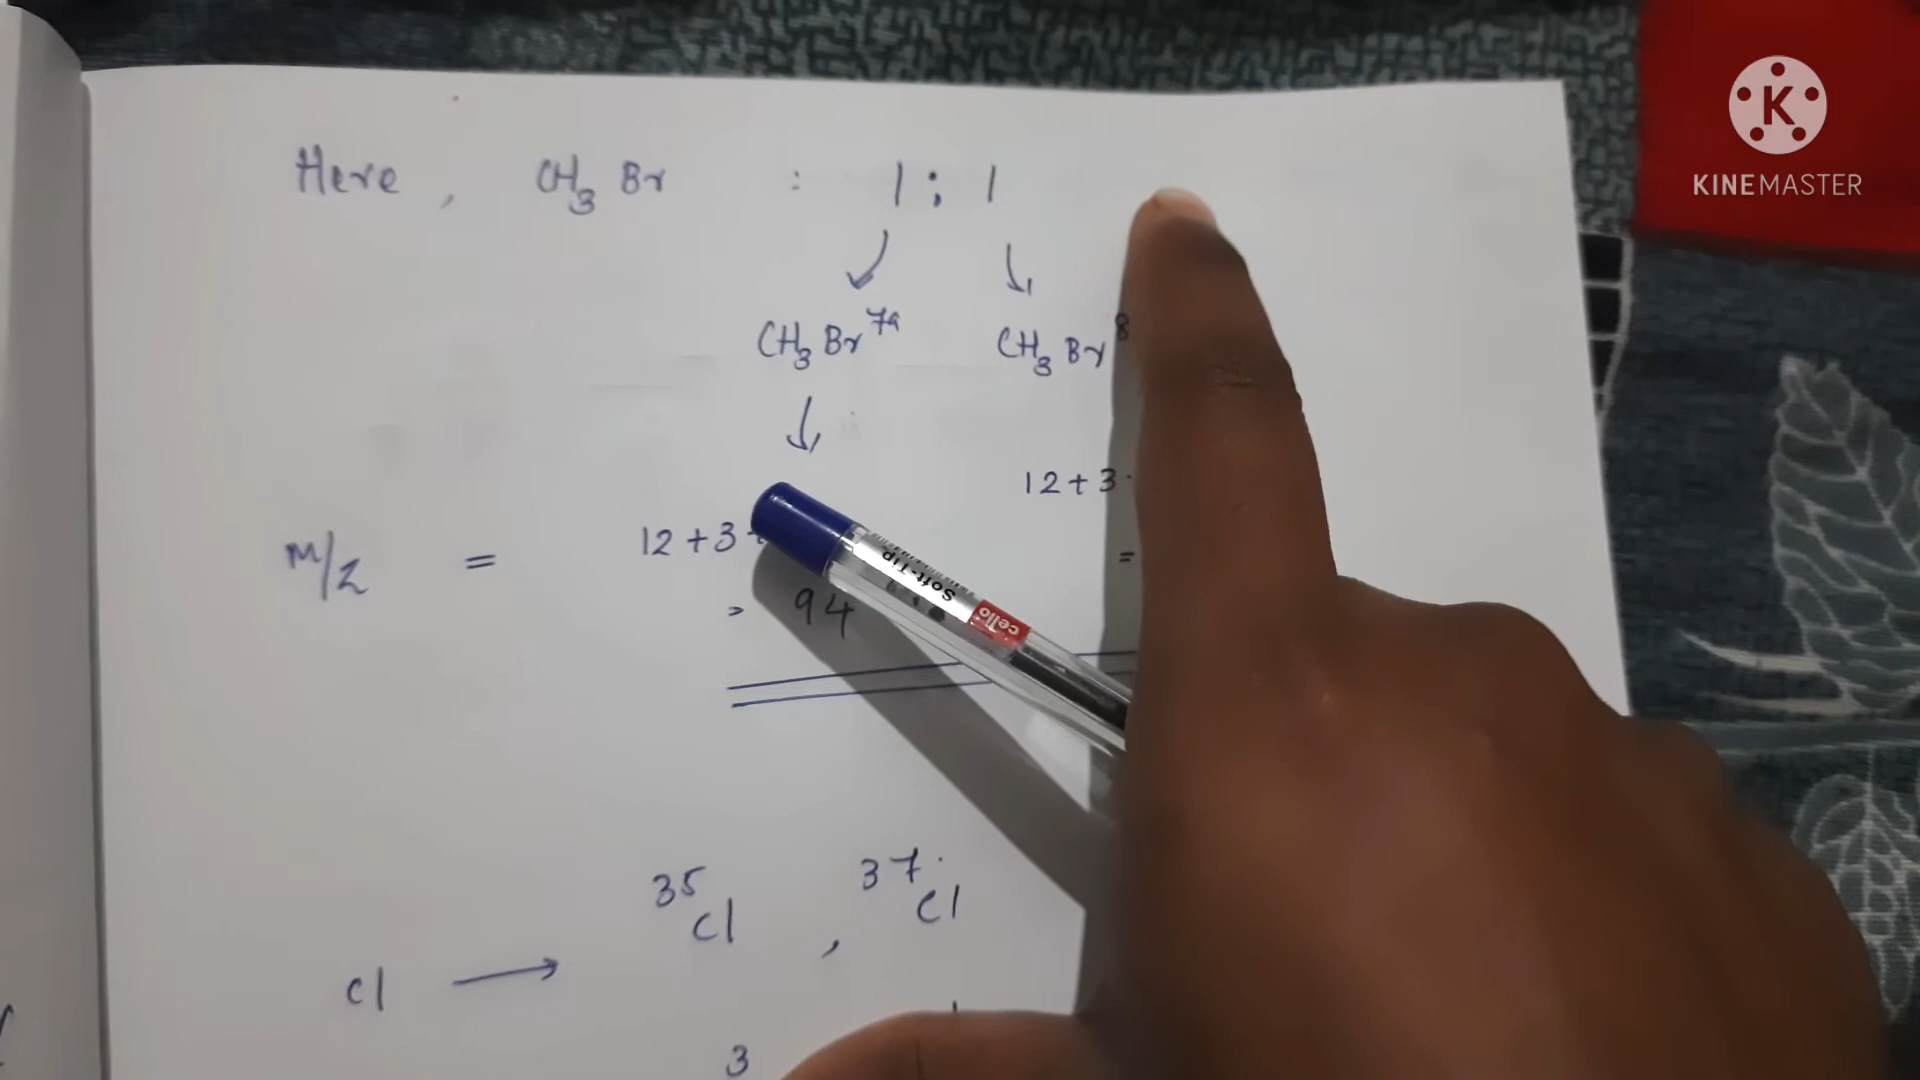 Here, CH3 Br : 1 : 1
CH3 Br79 CH3 Br8
12 + 3
M/Z = 12 + 3 +
=
= 94
35Cl, 37Cl
Cl →
3
Soft-Tip
cello
K
KINEMASTER